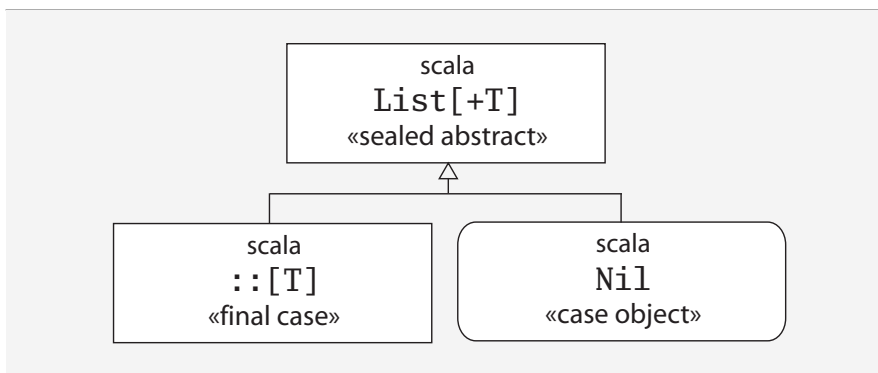 scala
List[+T]
«sealed abstract»
scala
::[T]
«final case»
scala
Nil
«case object»